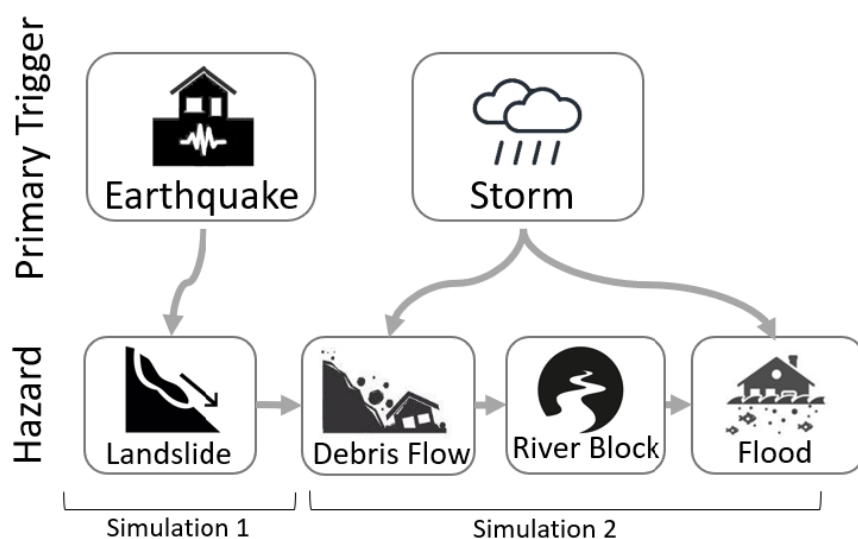 Primary Trigger
Earthquake
Storm
Hazard
Landslide
Debris Flow
River Block
Flood
Simulation 1
Simulation 2